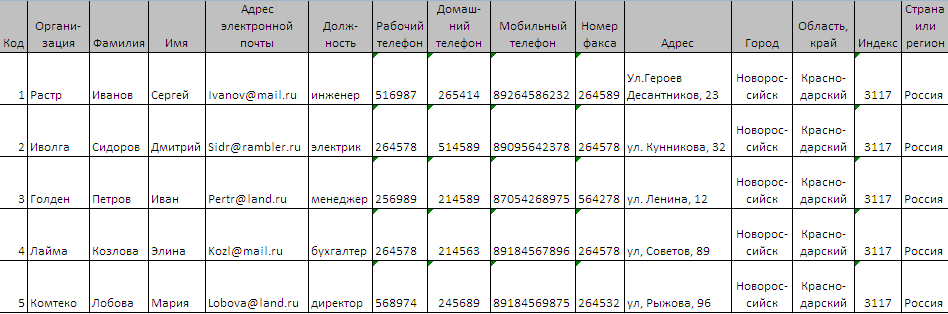 Код Органи-зация Фамилия Имя Адрес электронной почты Долж-ность Рабочий телефон Домаш-ний телефон Мобильный телефон Номер факса Адрес Город Область, край Индекс Страна или регион
1 Растр Иванов Сергей Ivanov@mail.ru инженер 516987 265414 89264586232 264589 Ул.Героев Десантников, 23 Новорос-сийск Красно-дарский 3117 Россия
2 Иволга Сидоров Дмитрий Sidr@rambler.ru электрик 264578 514589 89095642378 264578 ул. Кунникова, 32 Новорос-сийск Красно-дарский 3117 Россия
3 Голден Петров Иван Pertr@land.ru менеджер 256989 214589 87054268975 564278 ул. Ленина, 12 Новорос-сийск Красно-дарский 3117 Россия
4 Лайма Козлова Элина Kozl@mail.ru бухгалтер 264578 214563 89184567896 264578 ул, Советов, 89 Новорос-сийск Красно-дарский 3117 Россия
5 Комтеко Лобова Мария Lobova@land.ru директор 568974 245689 89184569875 264532 ул, Рыжова, 96 Новорос-сийск Красно-дарский 3117 Россия